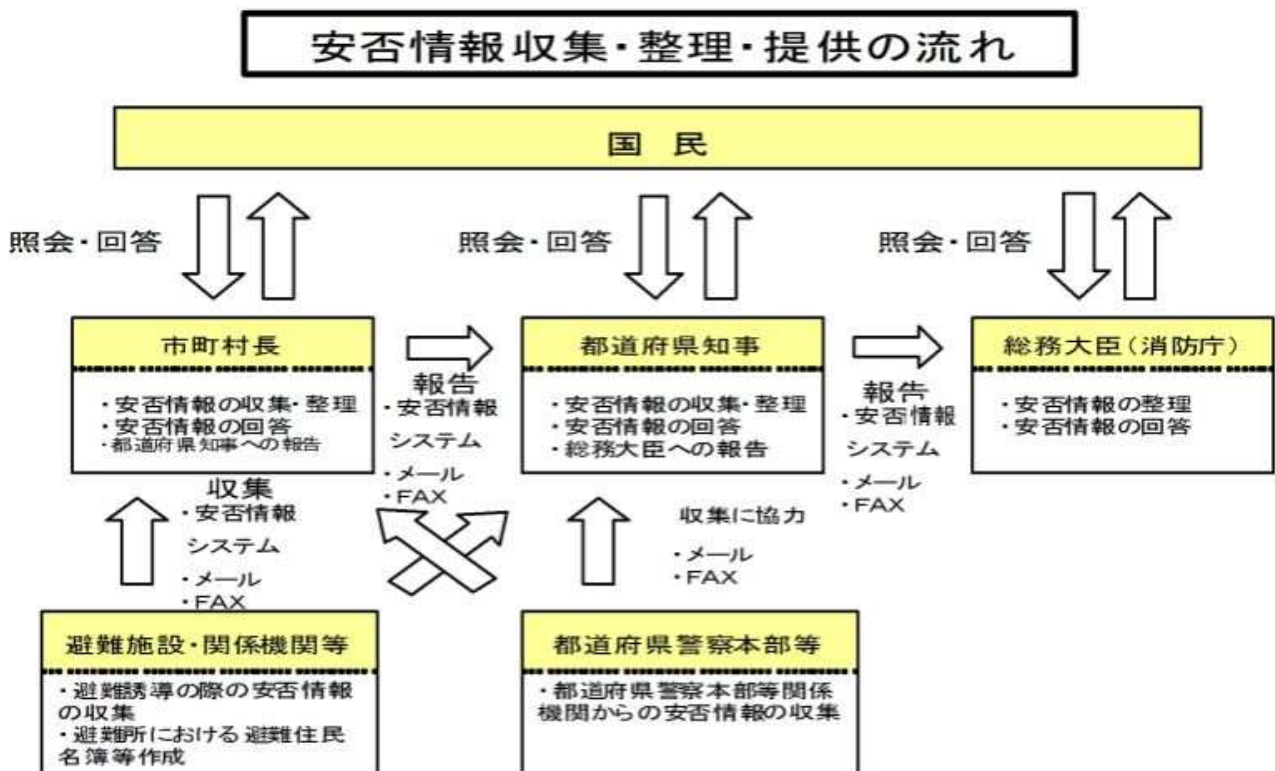 安否情報収集・整理・提供の流れ
国 民
照会・回答
照会・回答
照会・回答
市町村長
・安否情報の収集・整理
・安否情報の回答
・都道府県知事への報告
報告
・安否情報
システム
・メール
・FAX
都道府県知事
・安否情報の収集・整理
・安否情報の回答
・総務大臣への報告
報告
・安否情報
システム
・メール
・FAX
総務大臣(消防庁)
・安否情報の整理
・安否情報の回答
収集
・安否情報
システム
・メール
・FAX
収集に協力
・メール
・FAX
避難施設・関係機関等
・避難誘導の際の安否情報
の収集
・避難所における避難住民
名簿等作成
都道府県警察本部等
・都道府県警察本部等関係
機関からの安否情報の収集